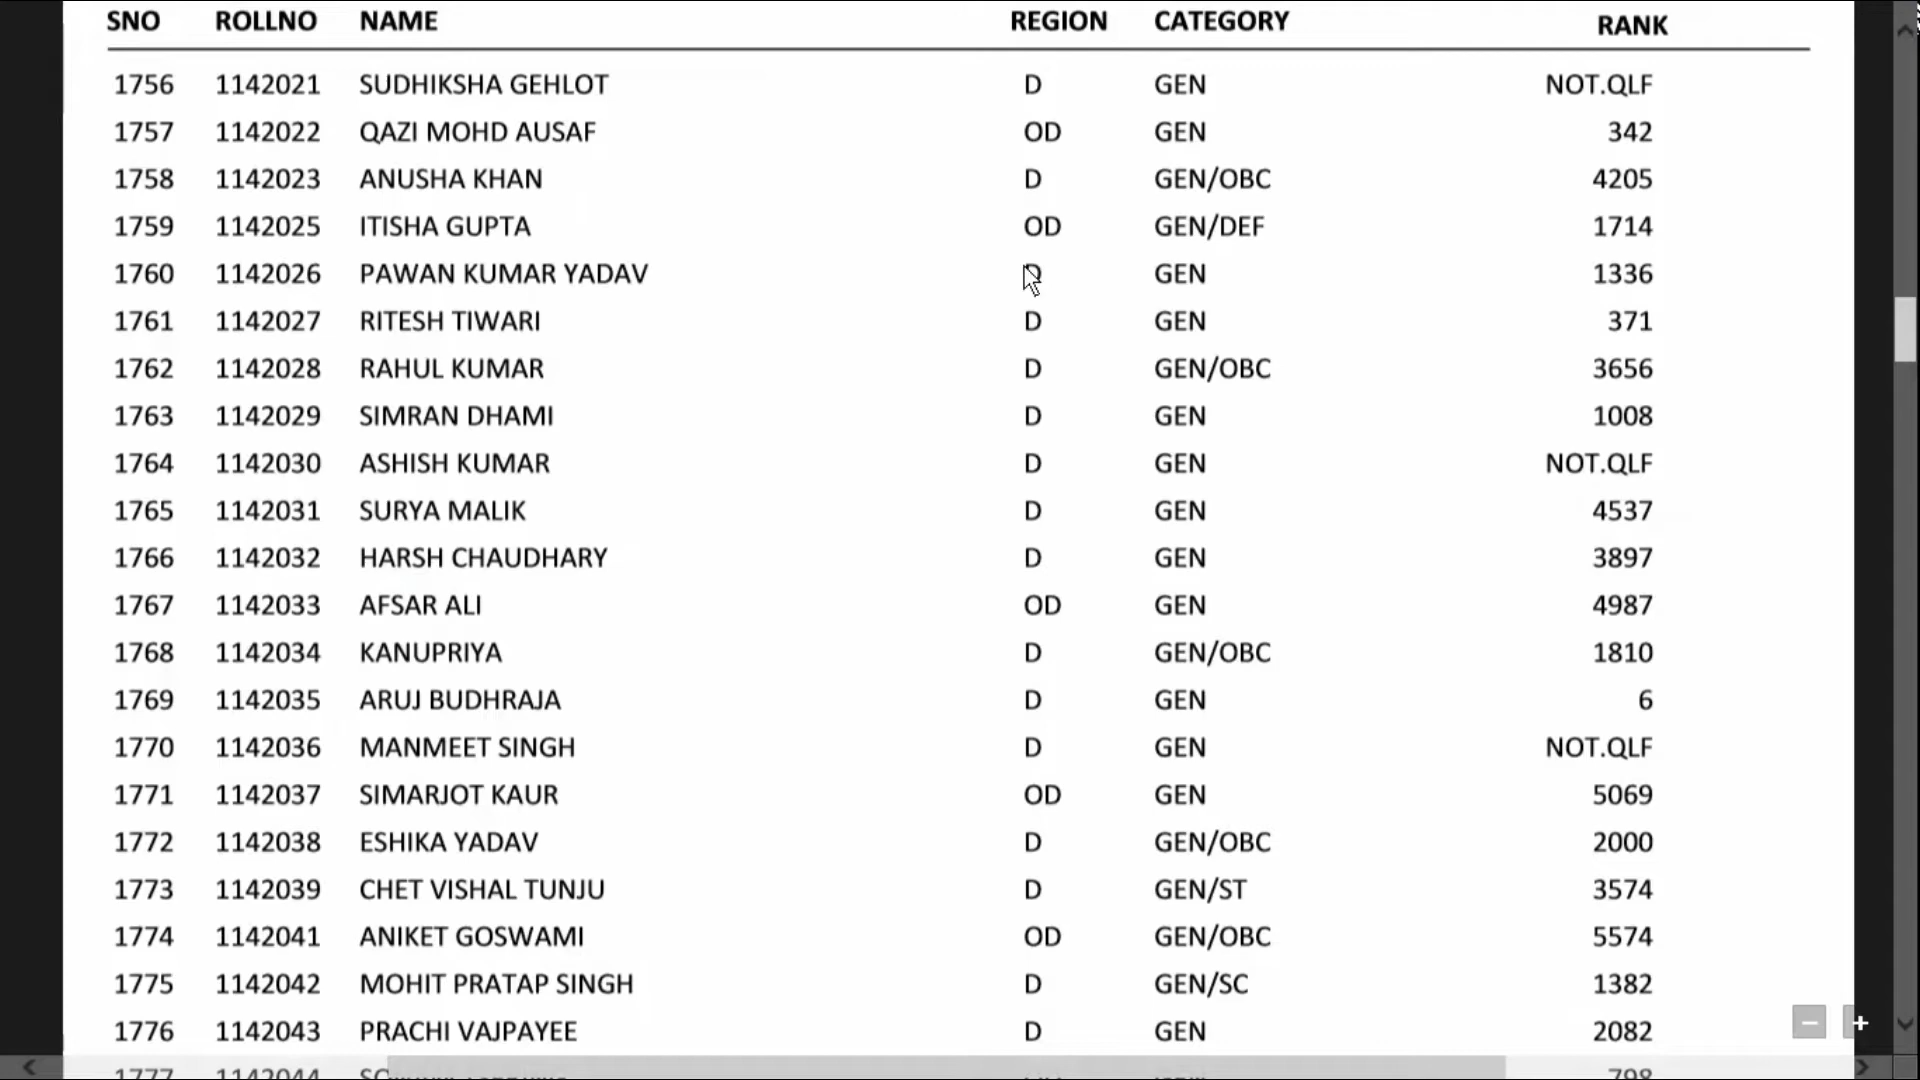 SNO ROLLNO NAME REGION CATEGORY RANK
1756 1142021 SUDHIKSHA GEHLOT D GEN NOT.QLF
1757 1142022 QAZI MOHD AUSAF OD GEN 342
1758 1142023 ANUSHA KHAN D GEN/OBC 4205
1759 1142025 ITISHA GUPTA OD GEN/DEF 1714
1760 1142026 PAWAN KUMAR YADAV D GEN 1336
1761 1142027 RITESH TIWARI D GEN 371
1762 1142028 RAHUL KUMAR D GEN/OBC 3656
1763 1142029 SIMRAN DHAMI D GEN 1008
1764 1142030 ASHISH KUMAR D GEN NOT.QLF
1765 1142031 SURYA MALIK D GEN 4537
1766 1142032 HARSH CHAUDHARY D GEN 3897
1767 1142033 AFSAR ALI OD GEN 4987
1768 1142034 KANUPRIYA D GEN/OBC 1810
1769 1142035 ARUJ BUDHRAJA D GEN 6
1770 1142036 MANMEET SINGH D GEN NOT.QLF
1771 1142037 SIMARJOT KAUR OD GEN 5069
1772 1142038 ESHIKA YADAV D GEN/OBC 2000
1773 1142039 CHET VISHAL TUNJU D GEN/ST 3574
1774 1142041 ANIKET GOSWAMI OD GEN/OBC 5574
1775 1142042 MOHIT PRATAP SINGH D GEN/SC 1382
1776 1142043 PRACHI VAJPAYEE D GEN 2082
1777 1142044 798